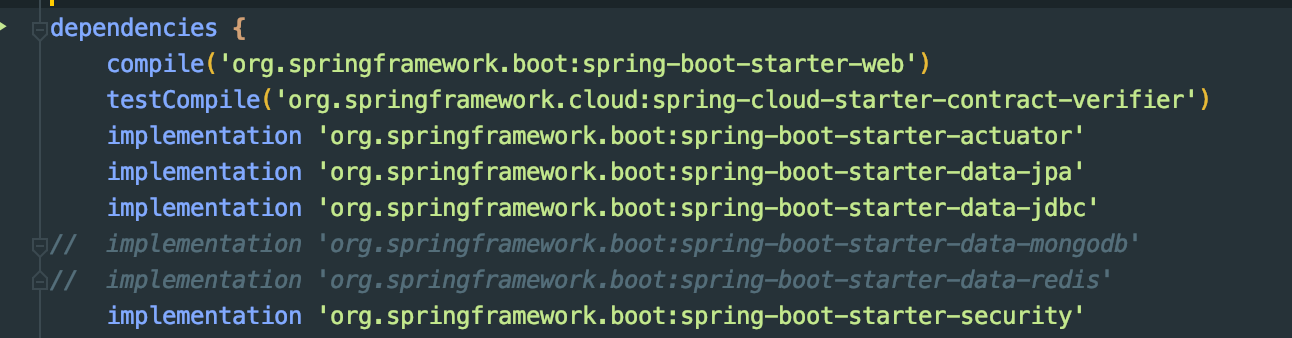 dependencies {
    compile('org.springframework.boot:spring-boot-starter-web')
    testCompile('org.springframework.cloud:spring-cloud-starter-contract-verifier')
    implementation 'org.springframework.boot:spring-boot-starter-actuator'
    implementation 'org.springframework.boot:spring-boot-starter-data-jpa'
    implementation 'org.springframework.boot:spring-boot-starter-data-jdbc'
//  implementation 'org.springframework.boot:spring-boot-starter-data-mongodb'
//  implementation 'org.springframework.boot:spring-boot-starter-data-redis'
    implementation 'org.springframework.boot:spring-boot-starter-security'